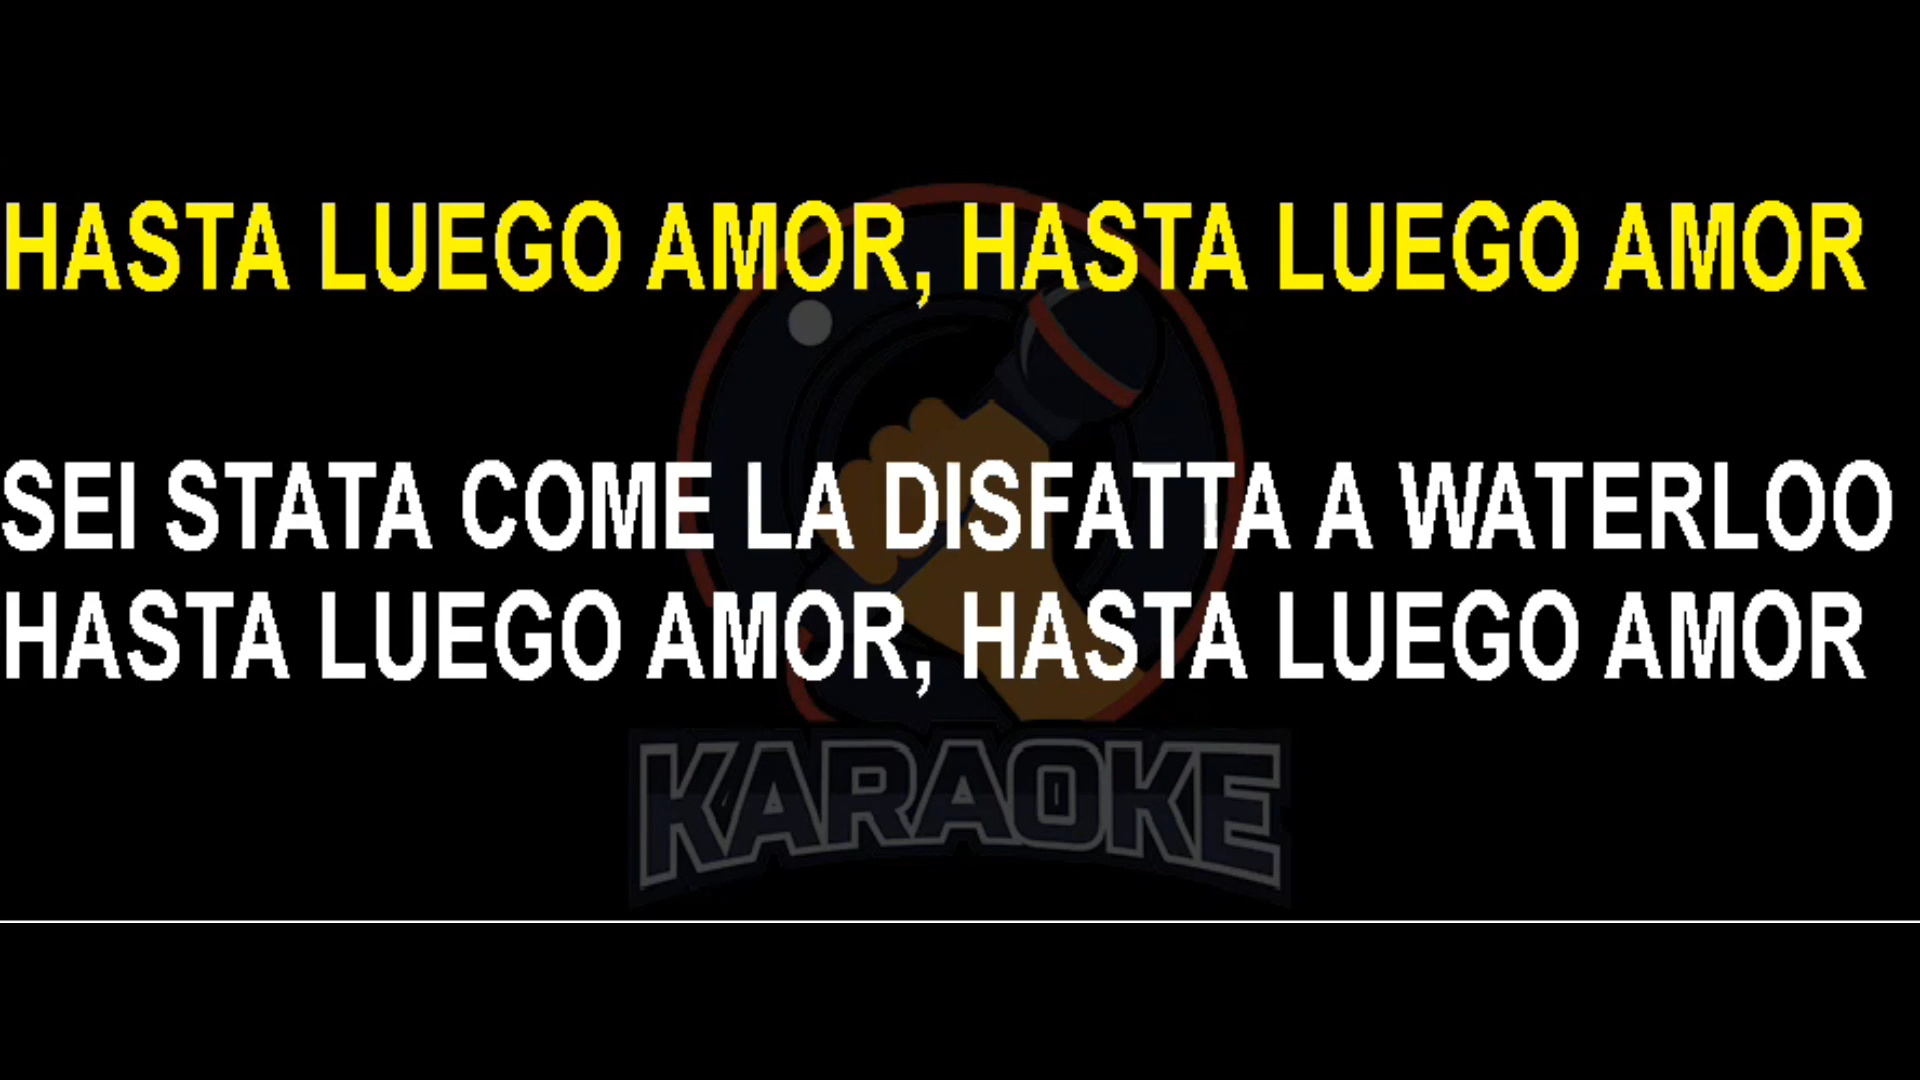 HASTA LUEGO AMOR, HASTA LUEGO AMOR
SEI STATA COME LA DISFATTA A WATERLOO
HASTA LUEGO AMOR, HASTA LUEGO AMOR
KARAOKE